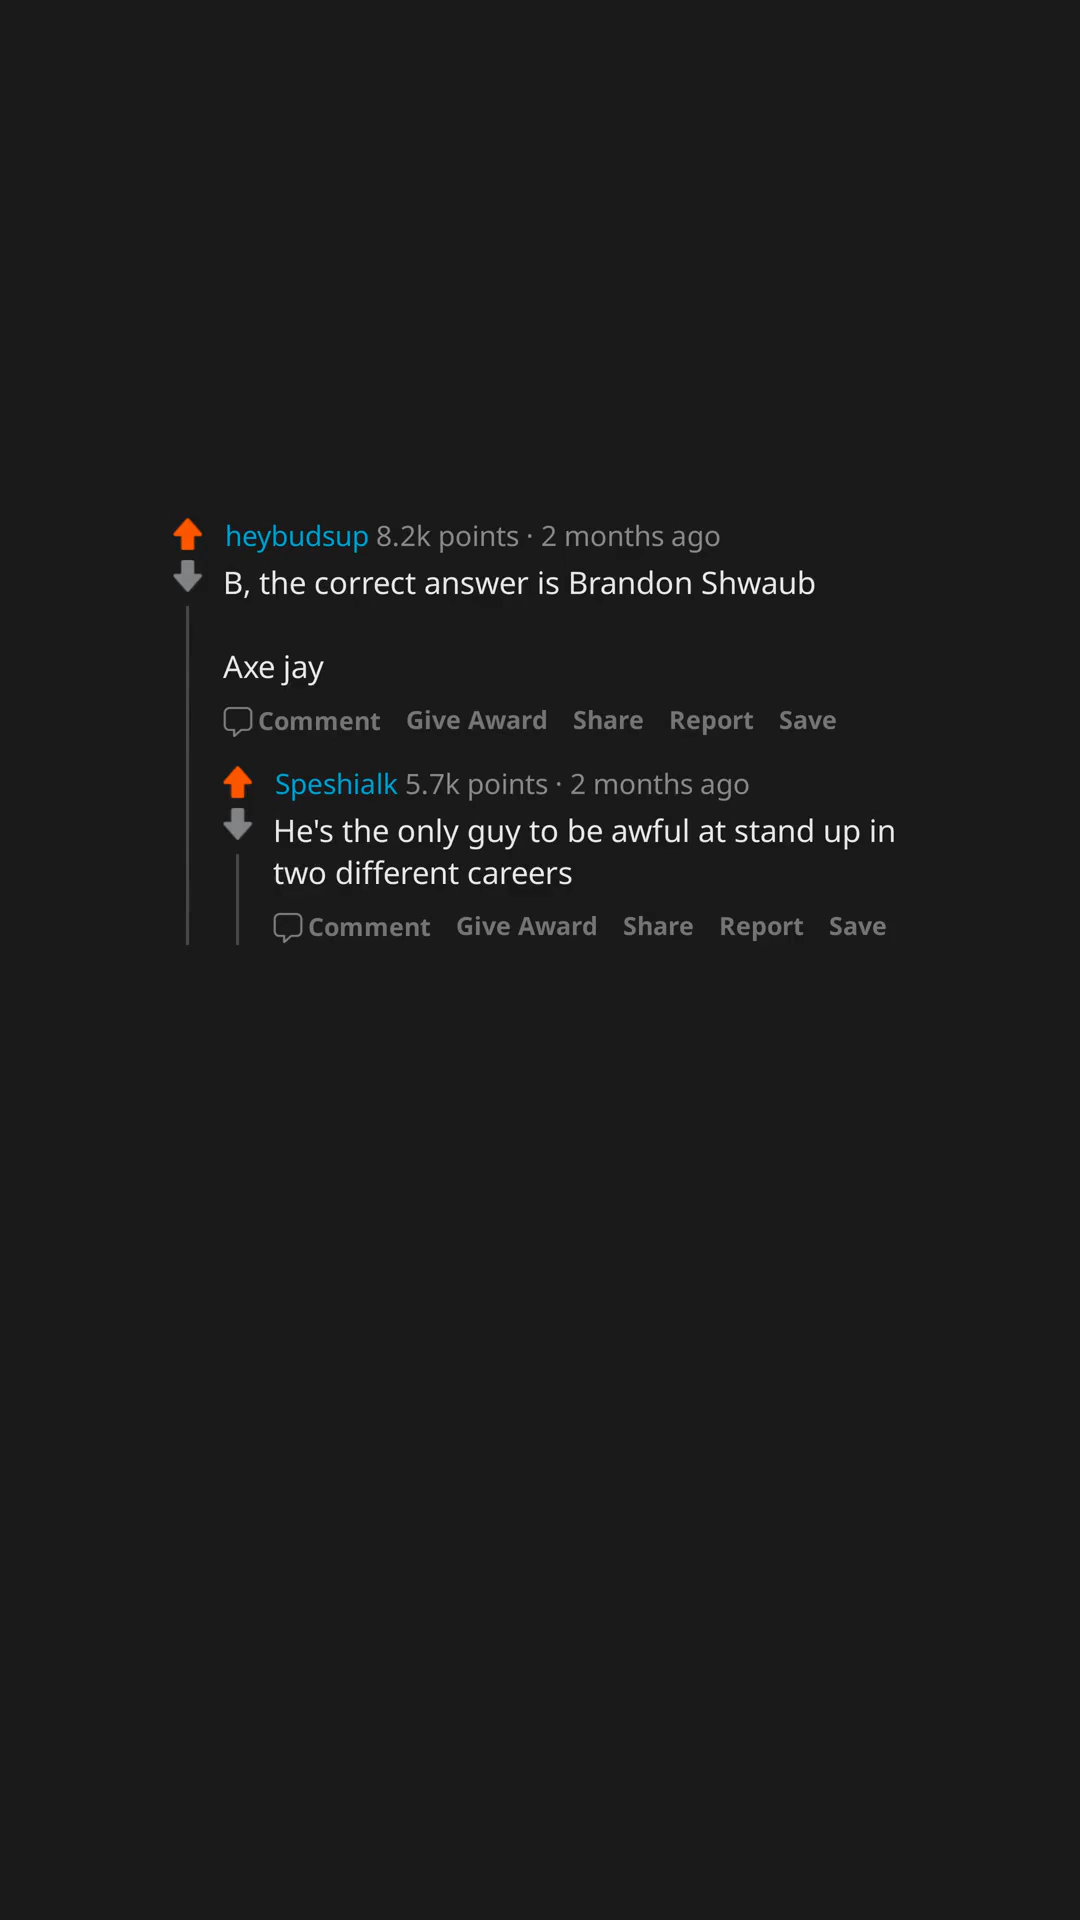 heybudsup 8.2k points · 2 months ago
B, the correct answer is Brandon Shwaub
Axe jay
Comment Give Award Share Report Save
Speshialk 5.7k points · 2 months ago
He's the only guy to be awful at stand up in
two different careers
Comment Give Award Share Report Save